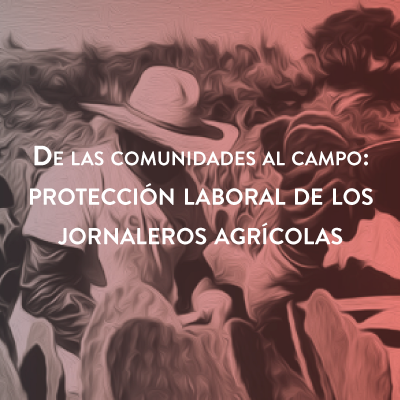 De las comunidades al campo:
protección laboral de los
jornaleros agrícolas